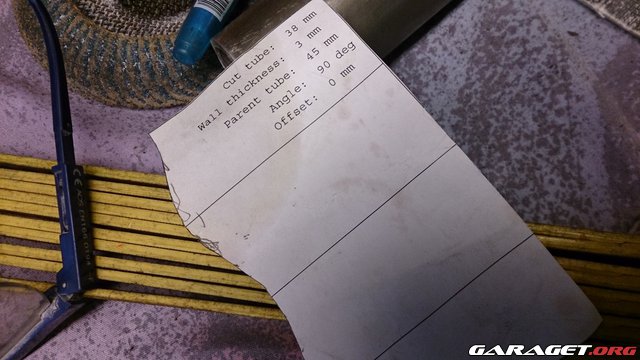 Cut tube: 38 mm
Wall thickness: 3 mm
Parent tube: 45 mm
Angle: 90 deg
Offset: 0 mm
GARAGET.ORG